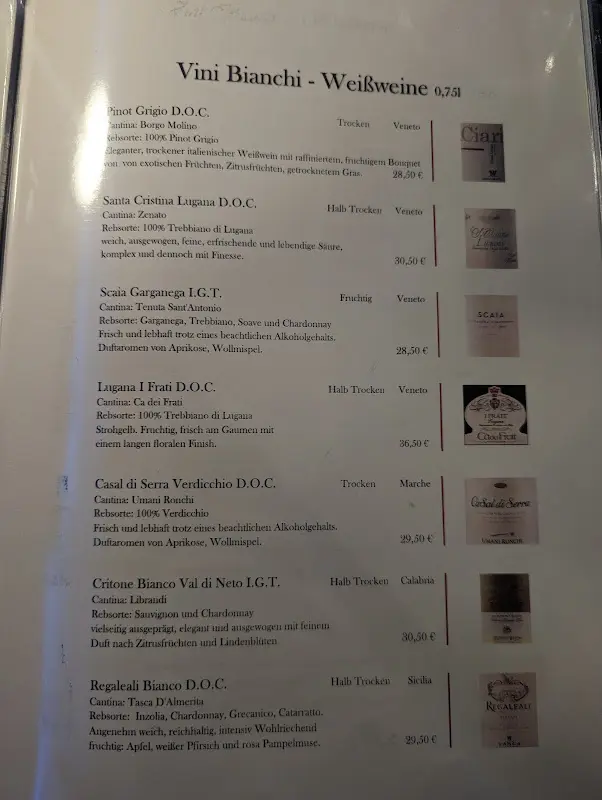 Vini Bianchi - Weißweine 0,75l
Pinot Grigio D.O.C.
Cantina: Borgo Molino Trocken Veneto
Rebsorte: 100% Pinot Grigio
Eleganter, trockener italienischer Weißwein mit raffiniertem, fruchtigem Bouquet
von von exotischen Früchten, Zitrusfrüchten, getrocknetem Gras. 28,50 €
Santa Cristina Lugana D.O.C. Halb Trocken Veneto
Cantina: Zenato
Rebsorte: 100% Trebbiano di Lugana
weich, ausgewogen, feine, erfrischende und lebendige Säure,
komplex und dennoch mit Finesse. 30,50 €
Scaia Garganega I.G.T. Fruchtig Veneto
Cantina: Tenuta Sant'Antonio
Rebsorte: Garganega, Trebbiano, Soave und Chardonnay
Frisch und lebhaft trotz eines beachtlichen Alkoholgehalts.
Duftaromen von Aprikose, Wollmispel. 28,50 €
SCAIA
Lugana I Frati D.O.C. Halb Trocken Veneto
Cantina: Ca dei Frati
Rebsorte: 100% Trebbiano di Lugana
Strohgelb. Fruchtig, frisch am Gaumen mit
einem langen floralen Finish. 36,50 €
I FRATI
Casal di Serra Verdicchio D.O.C. Trocken Marche
Cantina: Umani Ronchi
Rebsorte: 100% Verdicchio
Frisch und lebhaft trotz eines beachtlichen Alkoholgehalts.
Duftaromen von Aprikose, Wollmispel. 29,50 €
Casal di Serra
UMANI RONCHI
Critone Bianco Val di Neto I.G.T. Halb Trocken Calabria
Cantina: Librandi
Rebsorte: Sauvignon und Chardonnay
vielseitig ausgeprägt, elegant und ausgewogen mit feinem
Duft nach Zitrusfrüchten und Lindenblüten 30,50 €
Regaleali Bianco D.O.C. Halb Trocken Sicilia
Cantina: Tasca D'Almerita
Rebsorte: Inzolia, Chardonnay, Grecanico, Catarratto.
Angenehm weich, reichhaltig, intensiv Wohlriechend
fruchtig: Apfel, weißer Pfirsich und rosa Pampelmuse. 29,50 €
REGALEALI